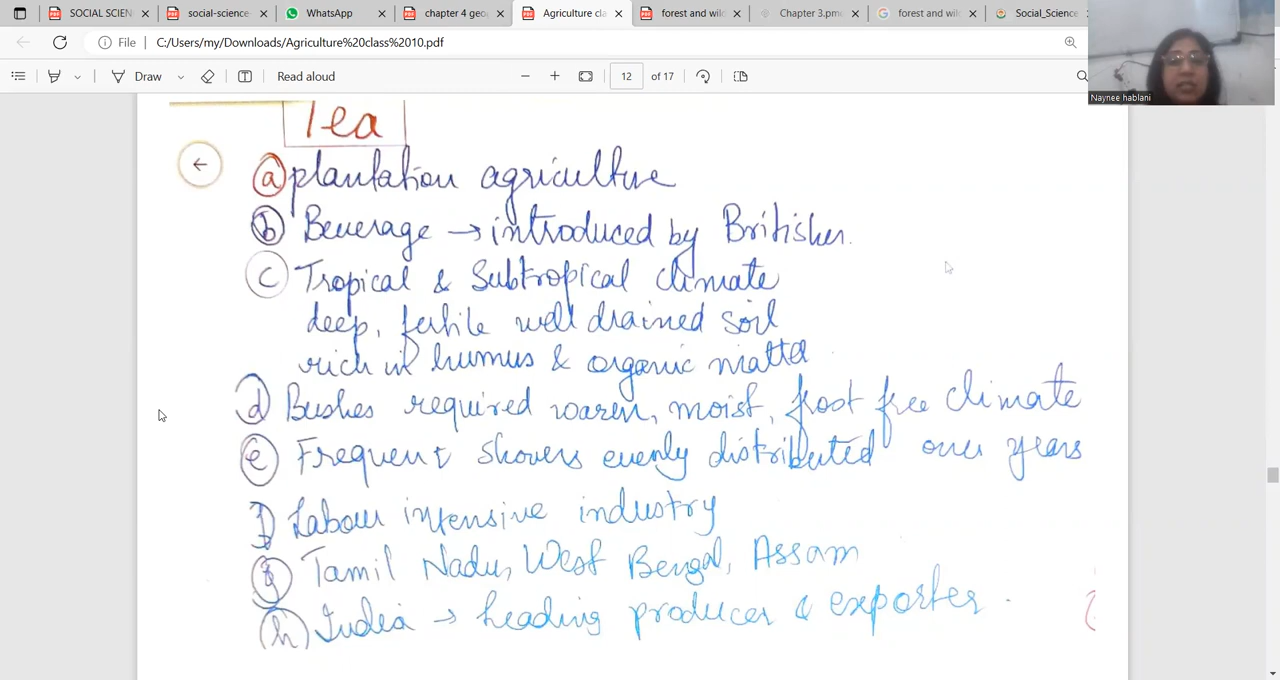 SOCIAL SCIEN
social-science
WhatsApp
chapter 4 geo
Agriculture cla
forest and wild
Chapter 3.pm
forest and wild
Social_Science
File
C:/Users/my/Downloads/Agriculture%20class%2010.pdf
Draw
Read aloud
12
of 17
Naynee hablani
Tea
a plantation agriculture
b Beverage → introduced by Britisher.
c Tropical & Subtropical climate
deep, fertile well drained soil
rich in humus & organic matter
d Bushes required warm, moist, frost free climate
e Frequent showers evenly distributed over years
f Labour intensive industry
g Tamil Nadu, West Bengal, Assam
h India → leading producer & exporter